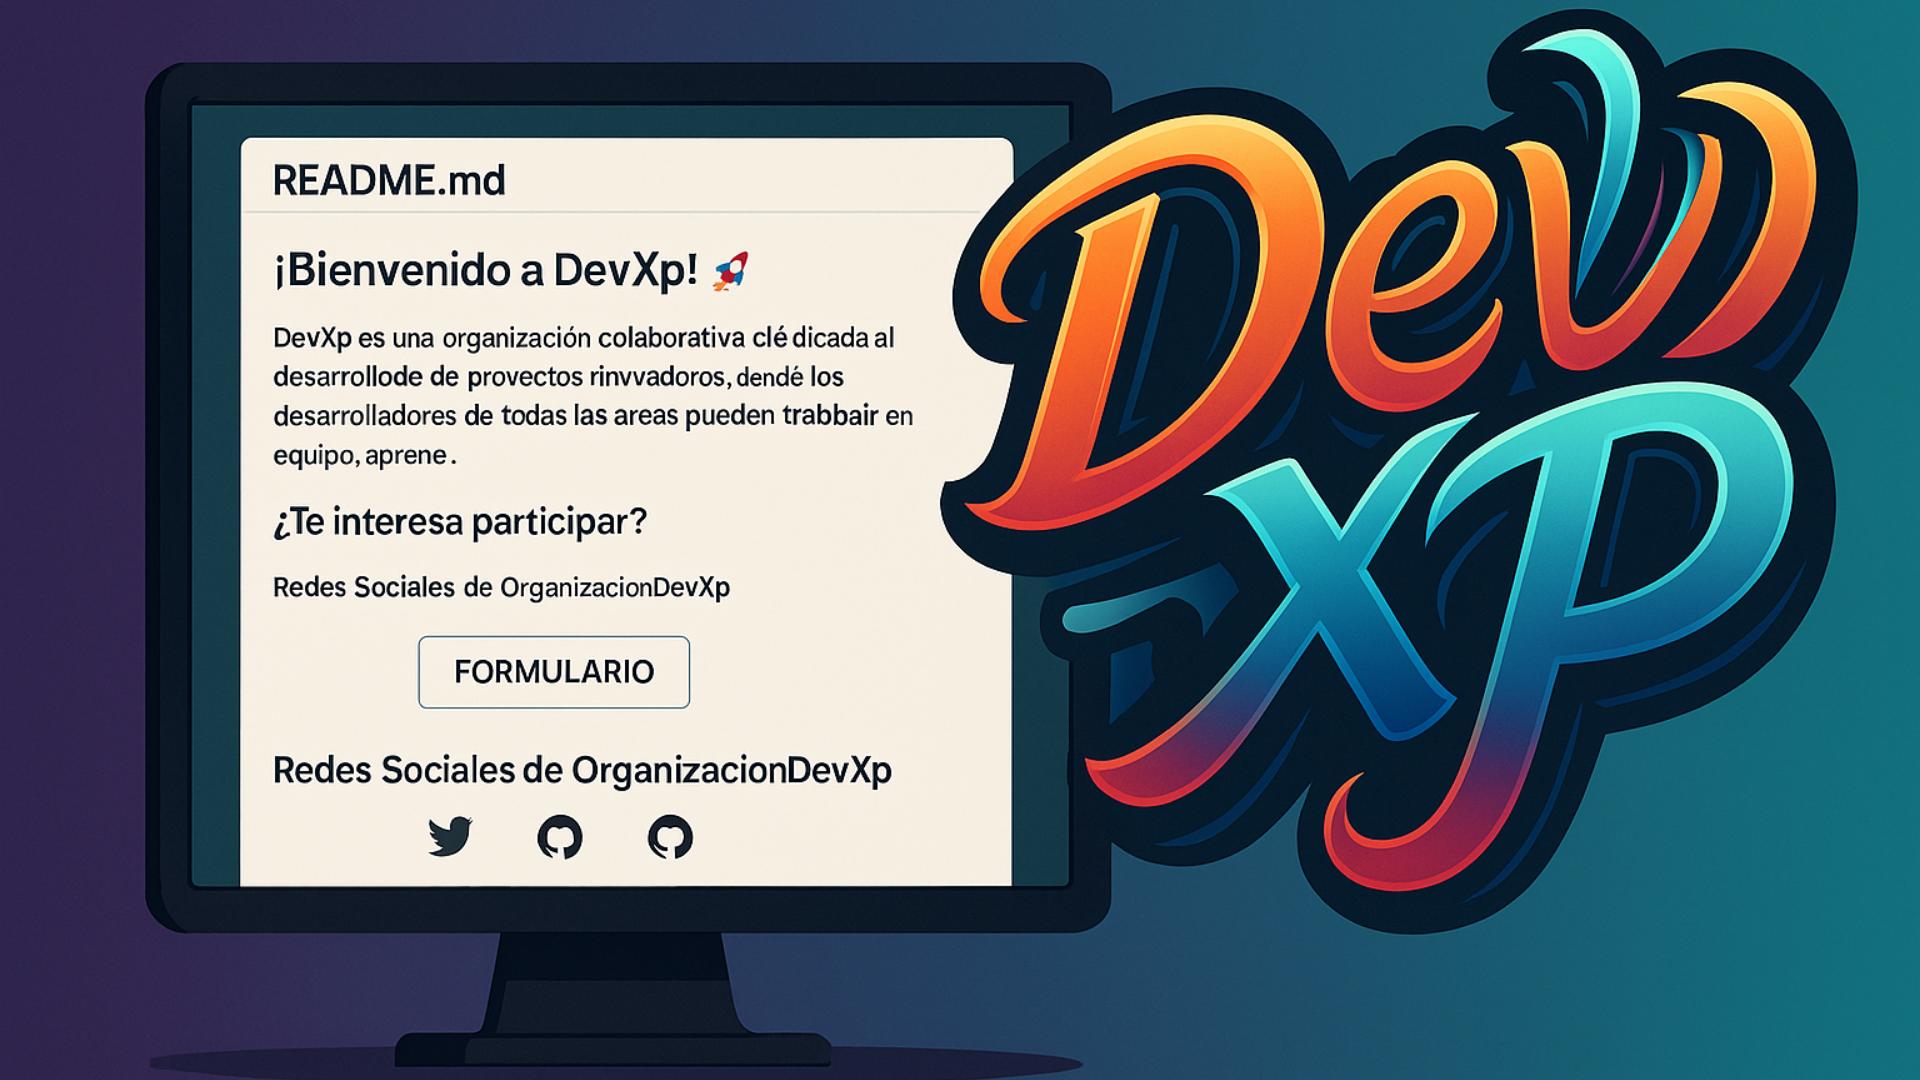 README.md
¡Bienvenido a DevXp! 🚀
DevXp es una organización colaborativa clé dicada al
desarrollode de provectos rinvvadoros, dendé los
desarrolladores de todas las areas pueden trabbair en
equipo, aprene.
¿Te interesa participar?
Redes Sociales de OrganizacionDevXp
FORMULARIO
Redes Sociales de OrganizacionDevXp
Dev
XP